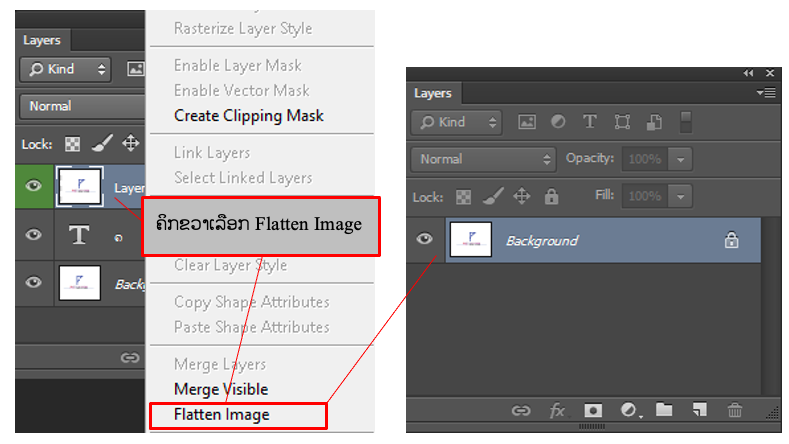 Layers
Kind
Normal
Lock:
Layer
T ຄ
Back
Rasterize Layer Style
Enable Layer Mask
Enable Vector Mask
Create Clipping Mask
Link Layers
Select Linked Layers
ຄິກຂວາເລືອກ Flatten Image
Clear Layer Style
Copy Shape Attributes
Paste Shape Attributes
Merge Layers
Merge Visible
Flatten Image
Layers
Kind
Normal Opacity: 100%
Lock: Fill: 100%
Background
fx